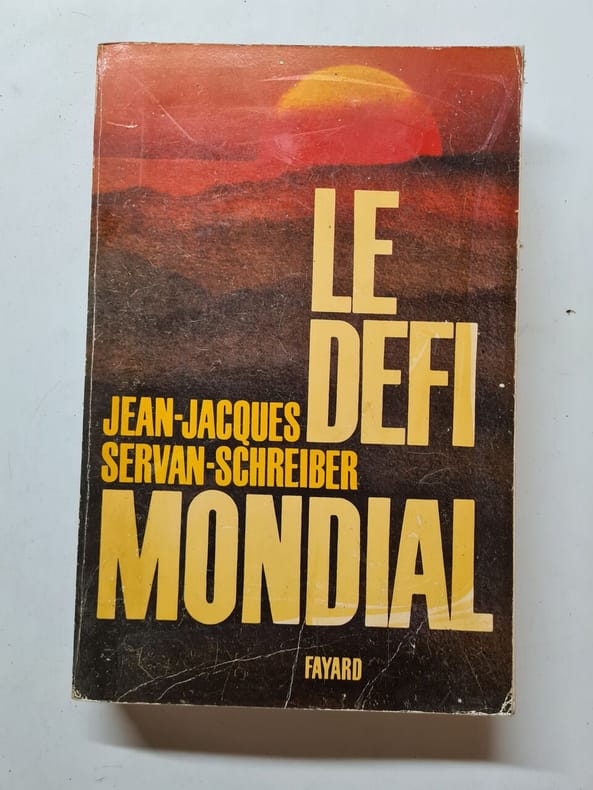 LE
DEFI
JEAN-JACQUES
SERVAN-SCHREIBER
MONDIAL
FAYARD